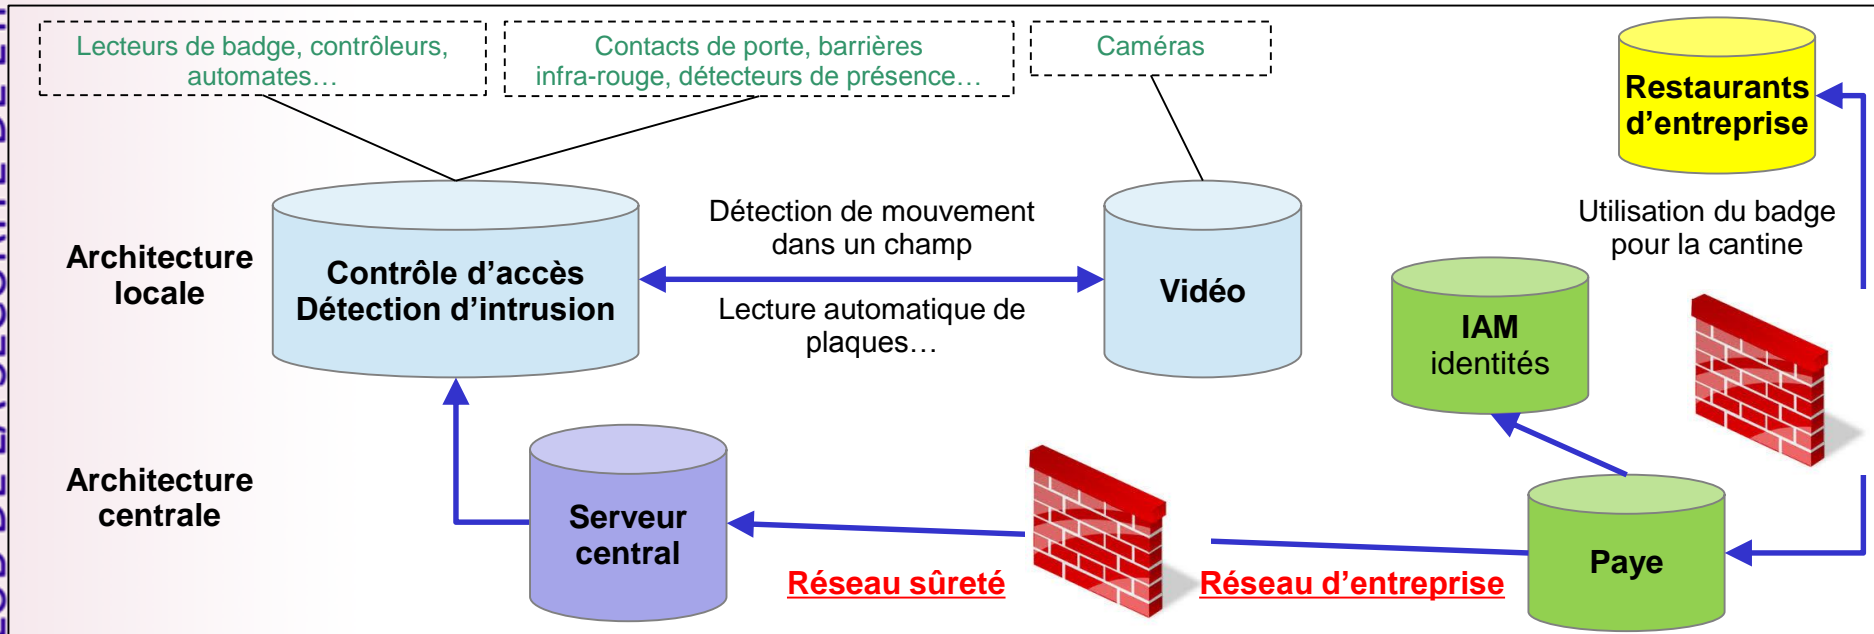 Lecteurs de badge, contrôleurs,
automates…
Contacts de porte, barrières
infra-rouge, détecteurs de présence…
Caméras
Restaurants
d’entreprise
Architecture
locale
Contrôle d’accès
Détection d’intrusion
Détection de mouvement
dans un champ
Lecture automatique de
plaques…
Vidéo
Utilisation du badge
pour la cantine
IAM
identités
Architecture
centrale
Serveur
central
Réseau sûreté
Réseau d’entreprise
Paye